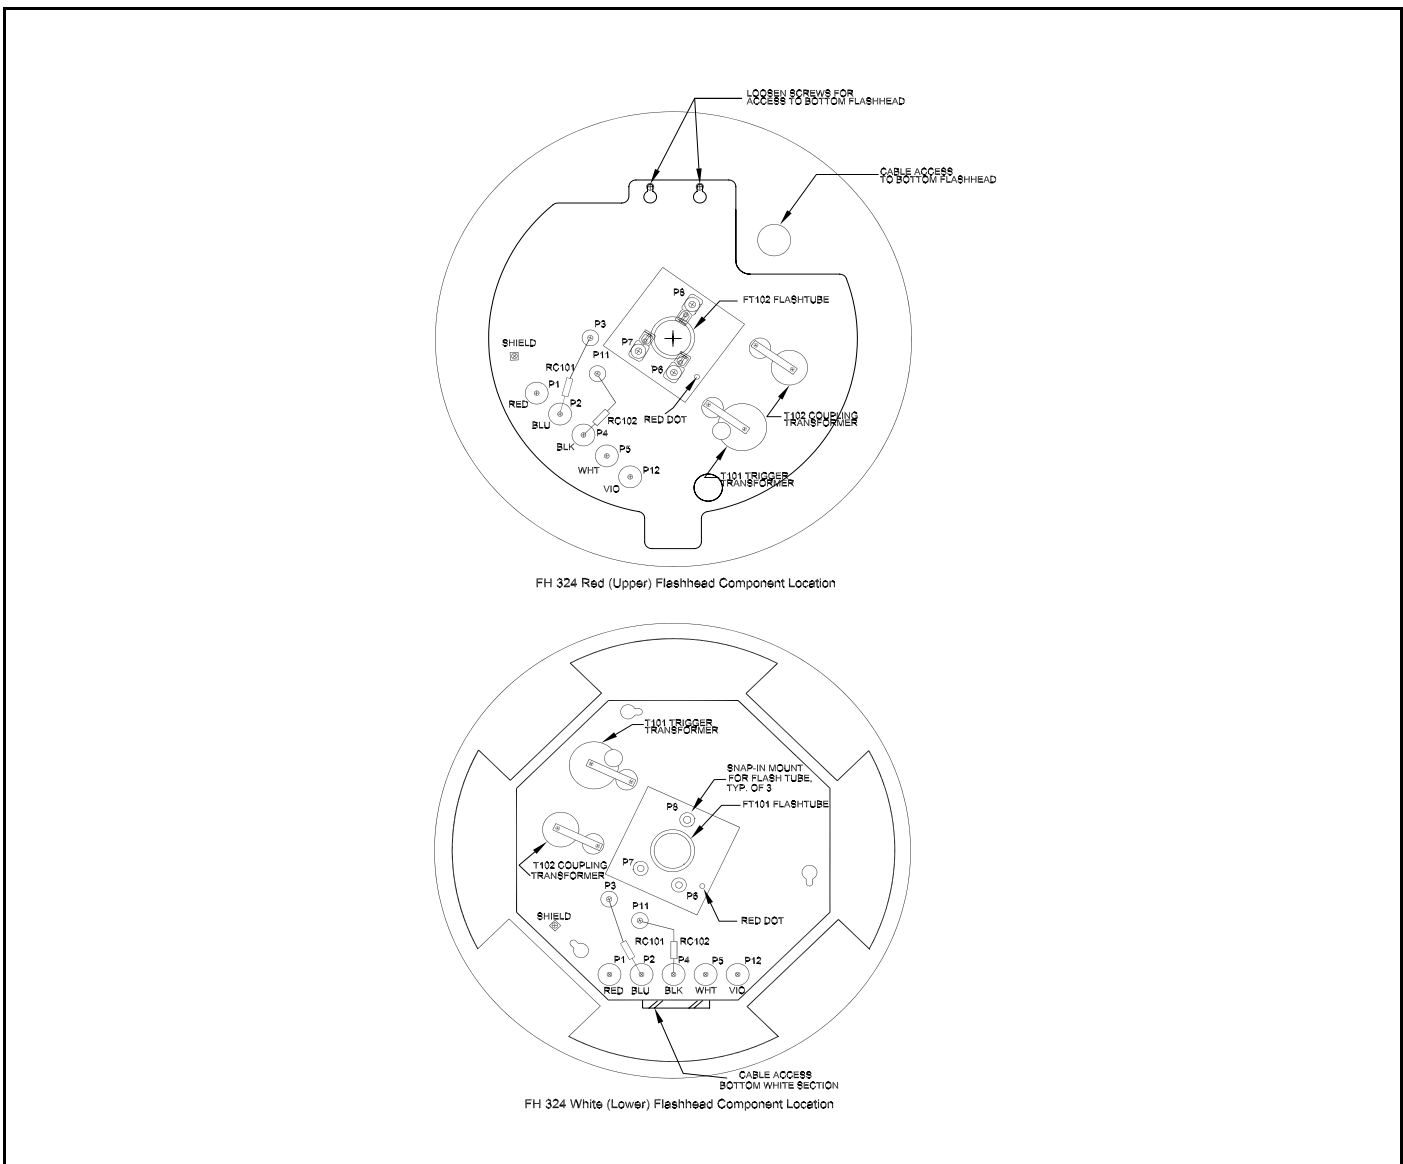 LOOSEN SCREWS FOR
ACCESS TO BOTTOM FLASHHEAD
CABLE ACCESS
TO BOTTOM FLASHHEAD
P8
FT102 FLASHTUBE
P3
P7
SHIELD
P11
RC101
P6
P1
RED
P2
RC102
RED DOT
T102 COUPLING
TRANSFORMER
BLU
P4
BLK
P5
WHT
P12
T101 TRIGGER
TRANSFORMER
VIO
FH 324 Red (Upper) Flashhead Component Location
T101 TRIGGER
TRANSFORMER
SNAP-IN MOUNT
FOR FLASH TUBE,
TYP. OF 3
P8
FT101 FLASHTUBE
P7
T102 COUPLING
TRANSFORMER
P3
P6
P11
SHIELD
RED DOT
RC101
RC102
P1
P2
P4
P5
P12
RED
BLU
BLK
WHT
VIO
CABLE ACCESS
BOTTOM WHITE SECTION
FH 324 White (Lower) Flashhead Component Location